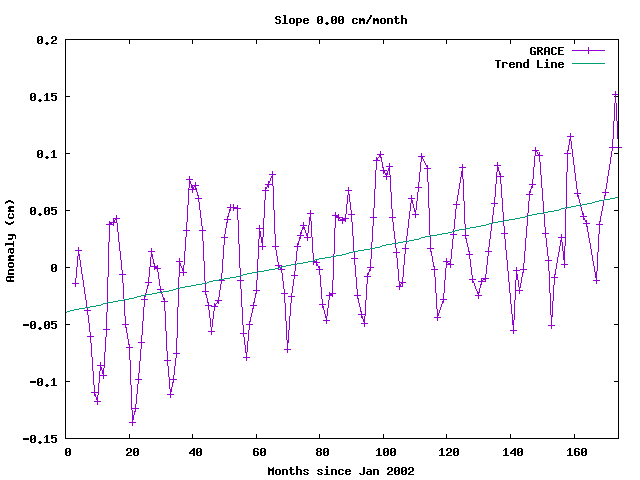 Slope 0.00 cm/month
0.2
GRACE
Trend Line
0.15
0.1
0.05
0
-0.05
-0.1
-0.15
Anomaly (cm)
0 20 40 60 80 100 120 140 160
Months since Jan 2002